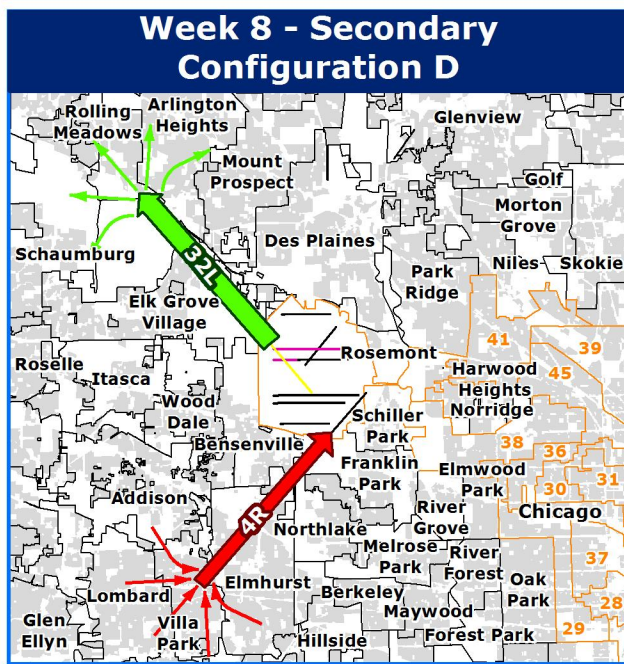 Week 8 - Secondary
Configuration D
Rolling
Meadows
Arlington
Heights
Glenview
Mount
Prospect
Golf
Morton
Grove
Des Plaines
Schaumburg
32L
Niles
Skokie
Park
Ridge
Elk Grove
Village
41
39
Rosemont
45
Roselle
Itasca
Harwood
Heights
Norridge
Wood
Dale
Schiller
Park
Bensenville
38
36
Franklin
Park
Elmwood
Park
31
30
Addison
4R
Northlake
River
Grove
Chicago
Melrose
Park
River
Forest
37
Lombard
Elmhurst
Berkeley
Oak
Park
Maywood
28
Glen
Ellyn
Villa
Park
Hillside
Forest Park
29